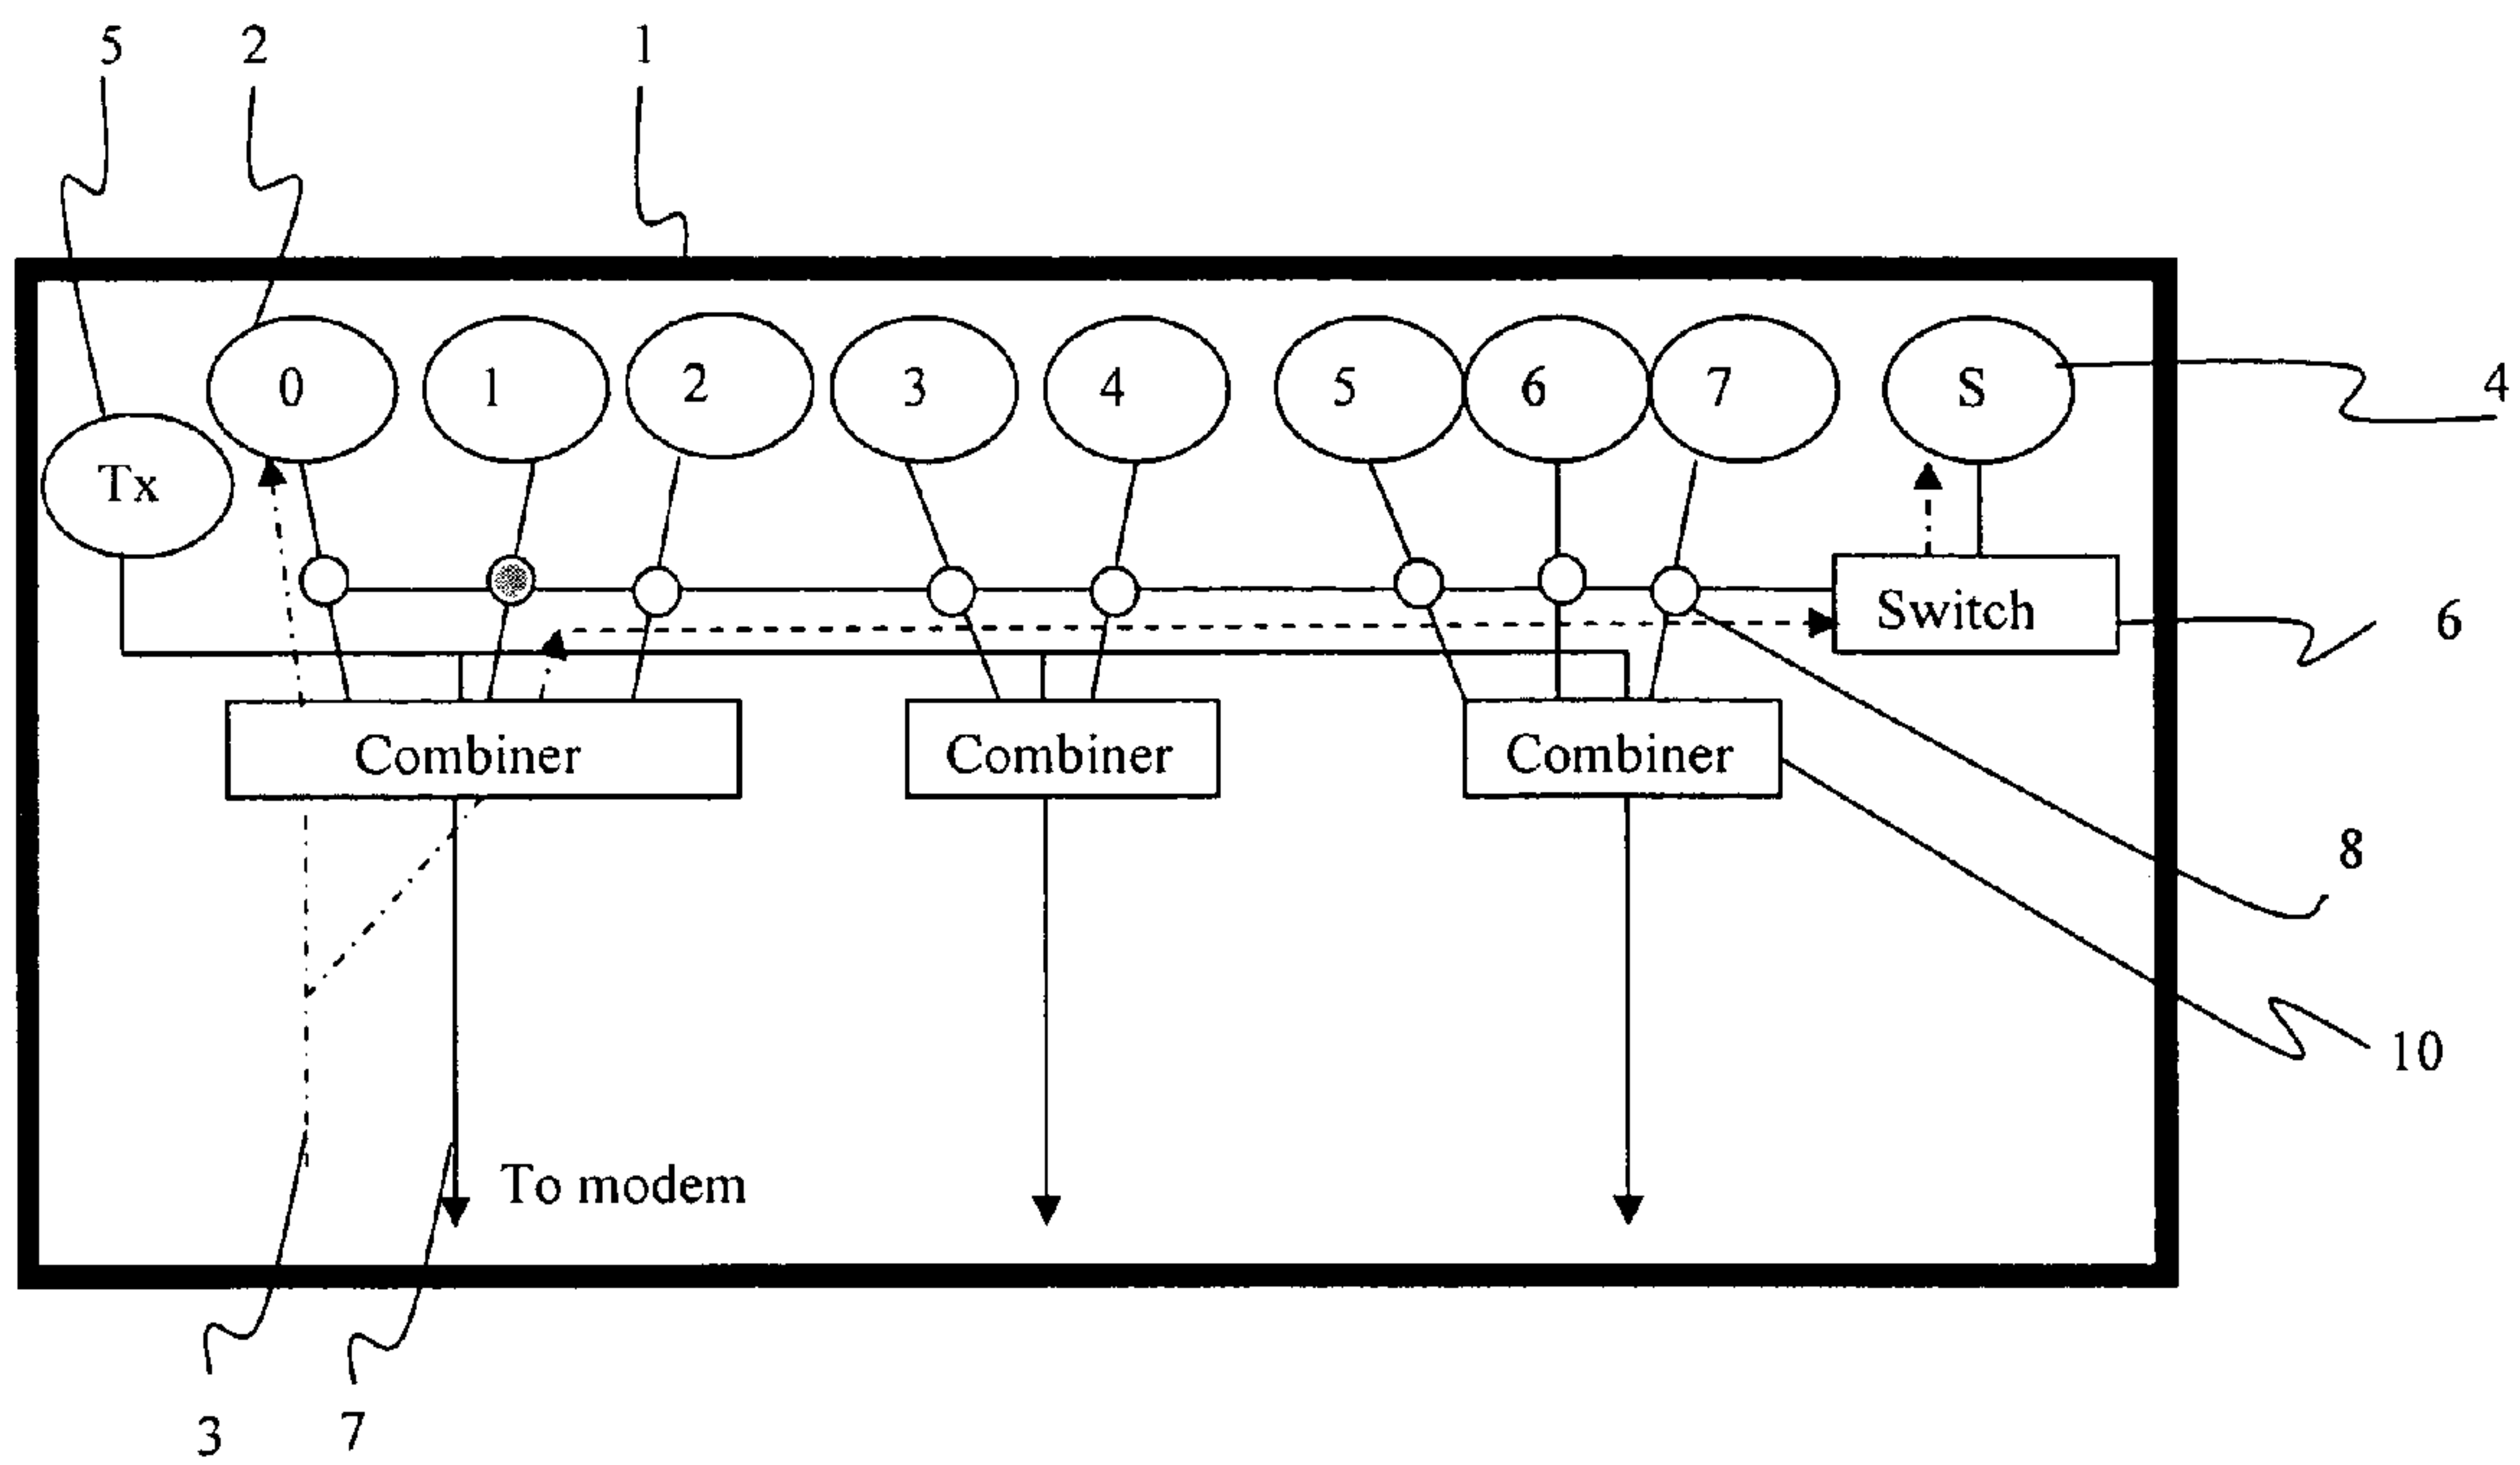 5 2 1
0 1 2 3 4 5 6 7 S 4
Tx
Switch 6
Combiner Combiner Combiner
8
10
To modem
3 7